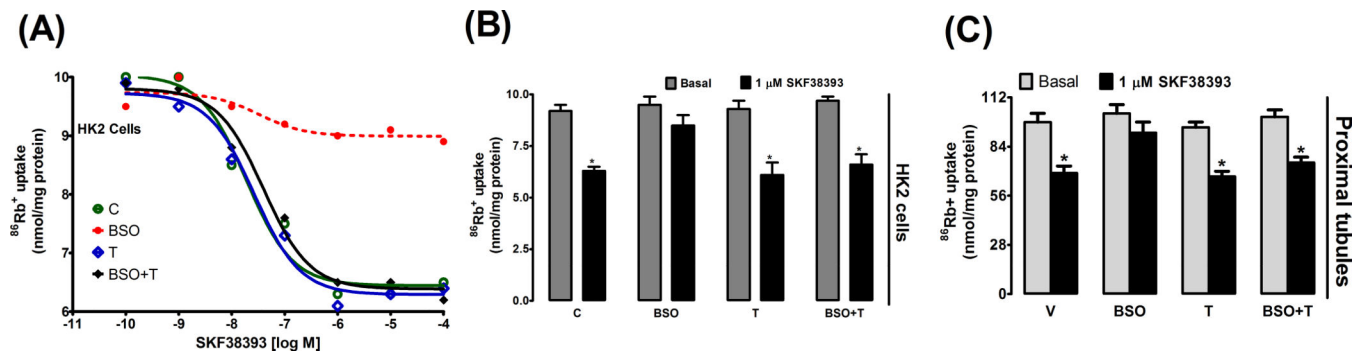 (A)
10
9
8
7
6
-11
-10
-9
-8
-7
-6
-5
-4
SKF38393 [log M]
⁸⁶Rb⁺ uptake
(nmol/mg protein)
HK2 Cells
C
BSO
T
BSO+T
(B)
Basal
1 μM SKF38393
10.0
7.5
5.0
2.5
0.0
⁸⁶Rb⁺ uptake
(nmol/mg protein)
*
*
*
C
BSO
T
BSO+T
HK2 cells
(C)
Basal
1 μM SKF38393
112
84
56
28
0
⁸⁶Rb+ uptake
(nmol/mg protein)
*
*
*
V
BSO
T
BSO+T
Proximal tubules